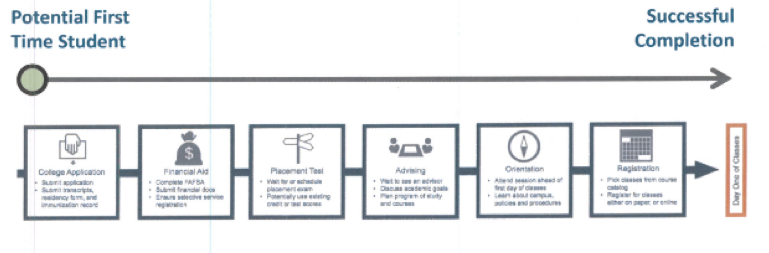 Potential First
Time Student
Successful
Completion
College Application
• Submit application
• Submit transcripts,
residency form, and
immunization record
Financial Aid
• Complete FAFSA
• Submit financial docs
• Ensure selective service
registration
Placement Test
• Wait for or schedule
placement exam
• Potentially use existing
credit or test scores
Advising
• Wait to see an advisor
• Discuss academic goals
• Plan program of study
and courses
Orientation
• Attend session ahead of
first day of classes
• Learn about campus,
policies and procedures
Registration
• Pick classes from course
catalog
• Register for classes
either on paper, or online
Day One of Classes